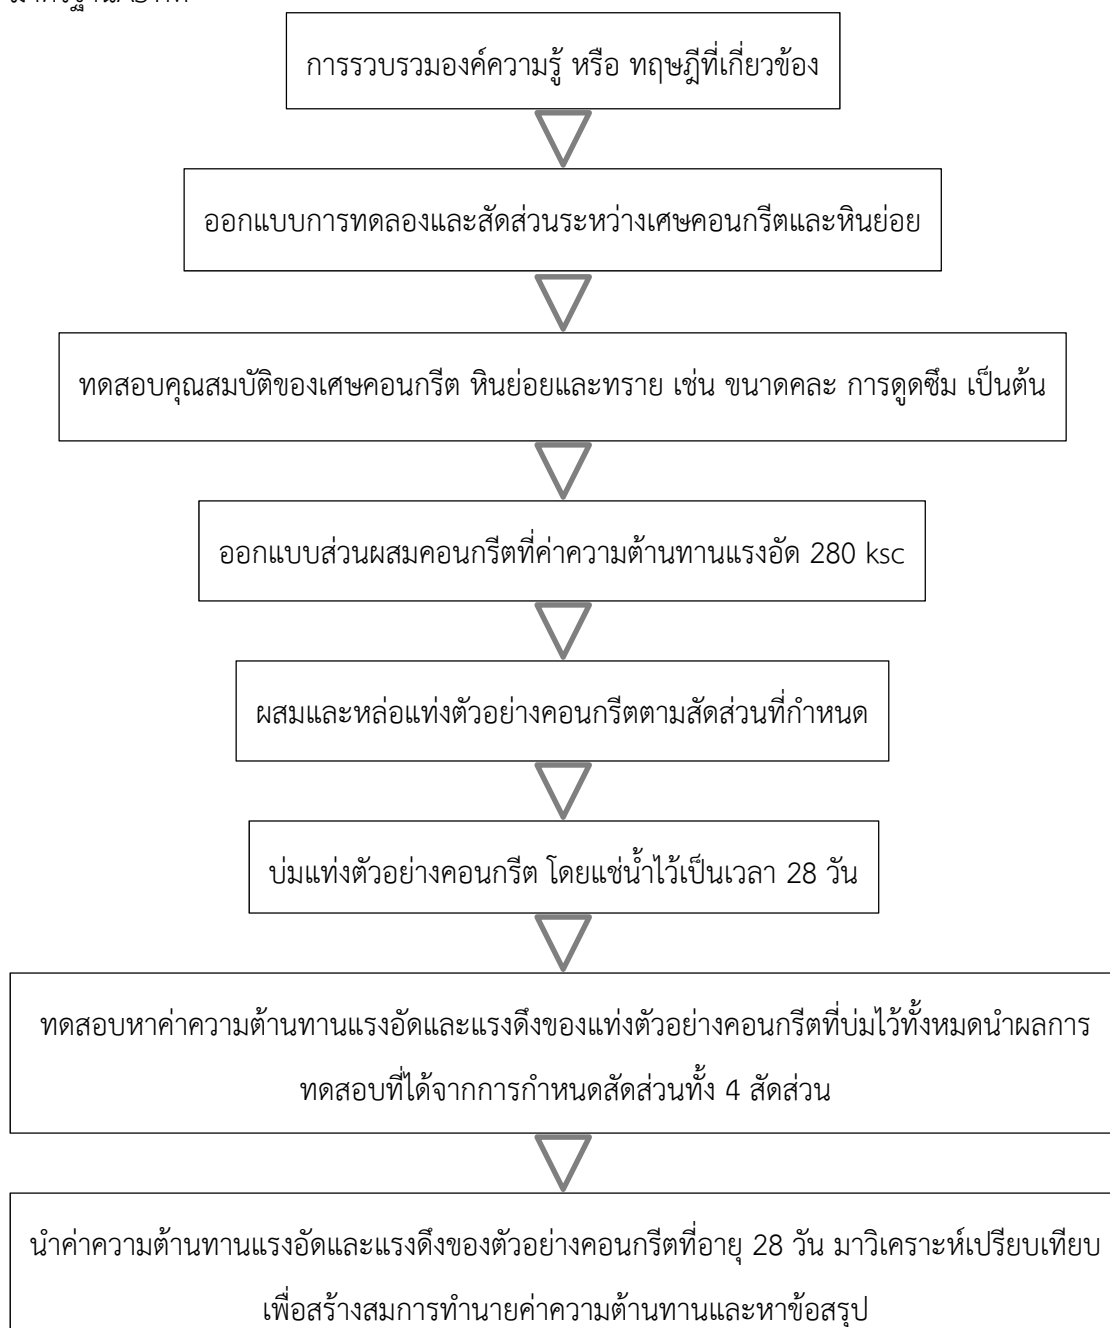 การรวบรวมองค์ความรู้ หรือ ทฤษฎีที่เกี่ยวข้อง
ออกแบบการทดลองและสัดส่วนระหว่างเศษคอนกรีตและหินย่อย
ทดสอบคุณสมบัติของเศษคอนกรีต หินย่อยและทราย เช่น ขนาดคละ การดูดซึม เป็นต้น
ออกแบบส่วนผสมคอนกรีตที่ค่าความต้านทานแรงอัด 280 ksc
ผสมและหล่อแท่งตัวอย่างคอนกรีตตามสัดส่วนที่กำหนด
บ่มแท่งตัวอย่างคอนกรีต โดยแช่น้ำไว้เป็นเวลา 28 วัน
ทดสอบหาค่าความต้านทานแรงอัดและแรงดึงของแท่งตัวอย่างคอนกรีตที่บ่มไว้ทั้งหมดนำผลการ
ทดสอบที่ได้จากการกำหนดสัดส่วนทั้ง 4 สัดส่วน
นำค่าความต้านทานแรงอัดและแรงดึงของตัวอย่างคอนกรีตที่อายุ 28 วัน มาวิเคราะห์เปรียบเทียบ
เพื่อสร้างสมการทำนายค่าความต้านทานและหาข้อสรุป